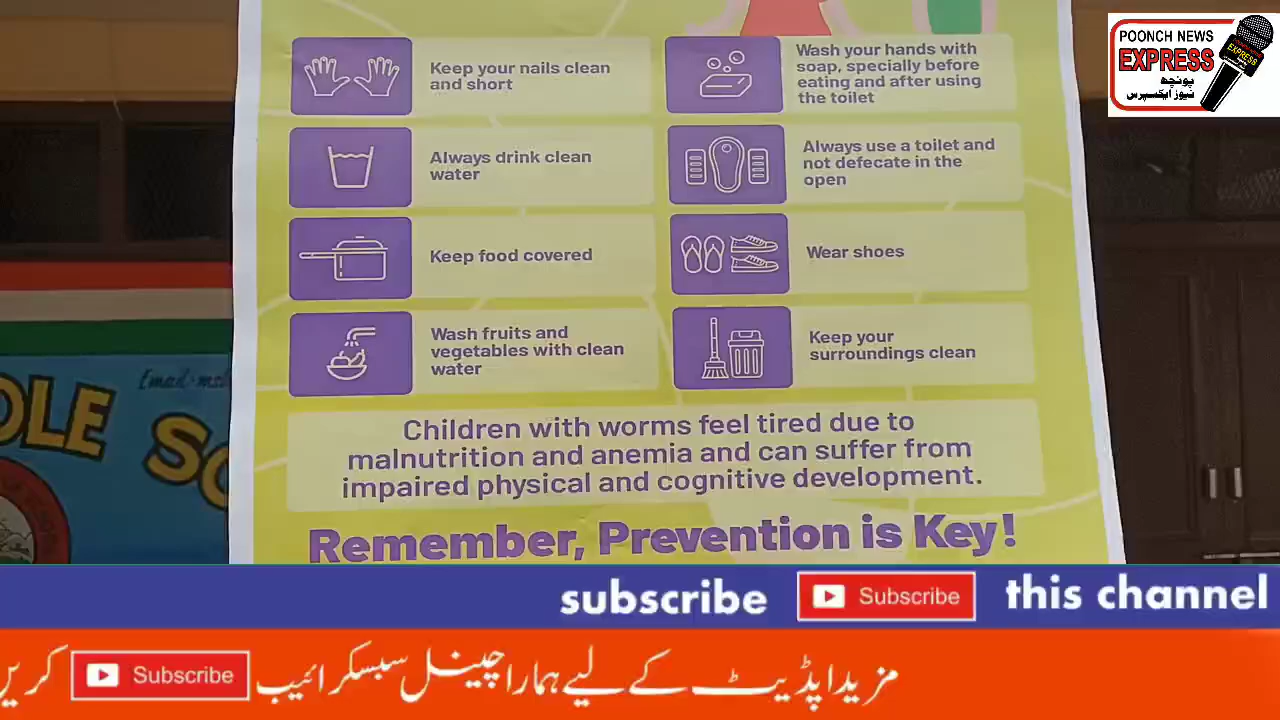 POONCH NEWS
EXPRESS
پونچھ
نیوز ایکسپریس
EXPRESS
Keep your nails clean
and short
Wash your hands with
soap, specially before
eating and after using
the toilet
Always drink clean
water
Always use a toilet and
not defecate in the
open
Keep food covered
Wear shoes
Wash fruits and
vegetables with clean
water
Keep your
surroundings clean
Children with worms feel tired due to
malnutrition and anemia and can suffer from
impaired physical and cognitive development.
Remember, Prevention is Key!
Email
subscribe Subscribe this channel
مزید اپڈیٹ کے لیے ہمارا چینل سبسکرائیب Subscribe کریں